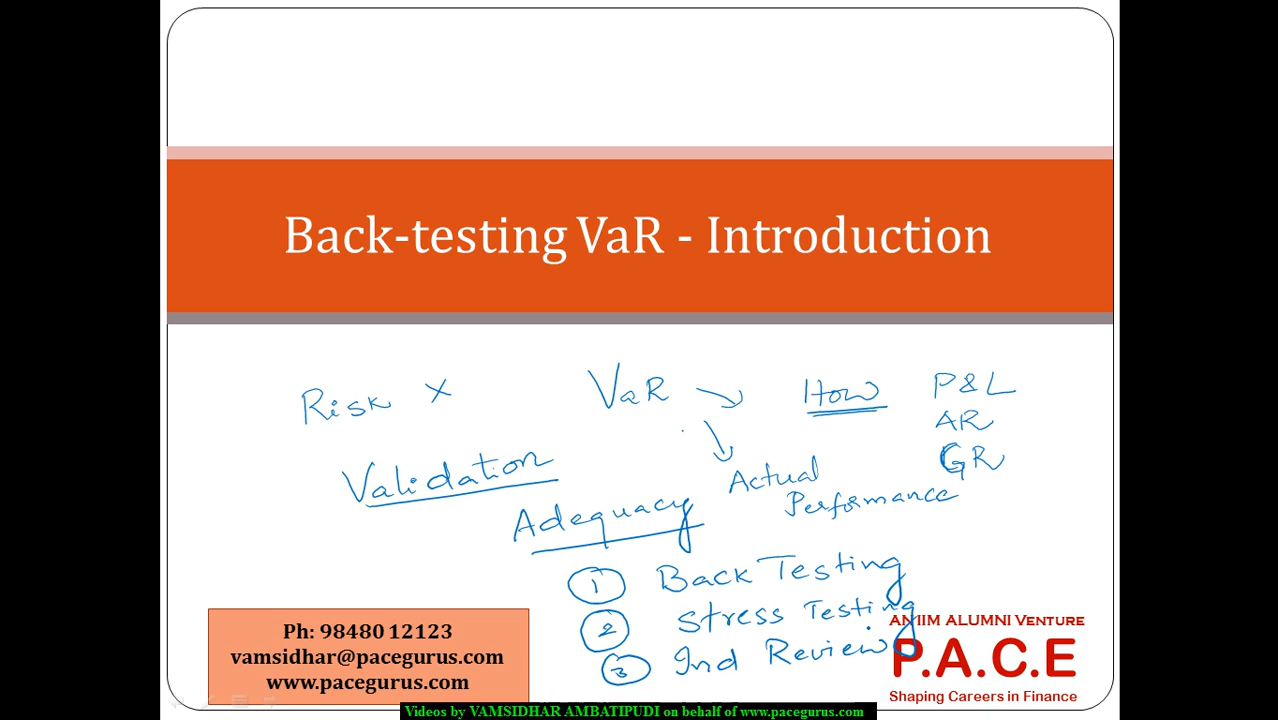 Back-testing VaR - Introduction
Risk x VaR How P&L
AR
GR
Validation
Actual
Performance
Adequacy
1 Back Testing
2 Stress Testing
3 Ind Review
Ph: 98480 12123
vamsidhar@pacegurus.com
www.pacegurus.com
AN IIM ALUMNI VENTURE
P.A.C.E
Shaping Careers in Finance
Videos by VAMSIDHAR AMBATIPUDI on behalf of www.pacegurus.com